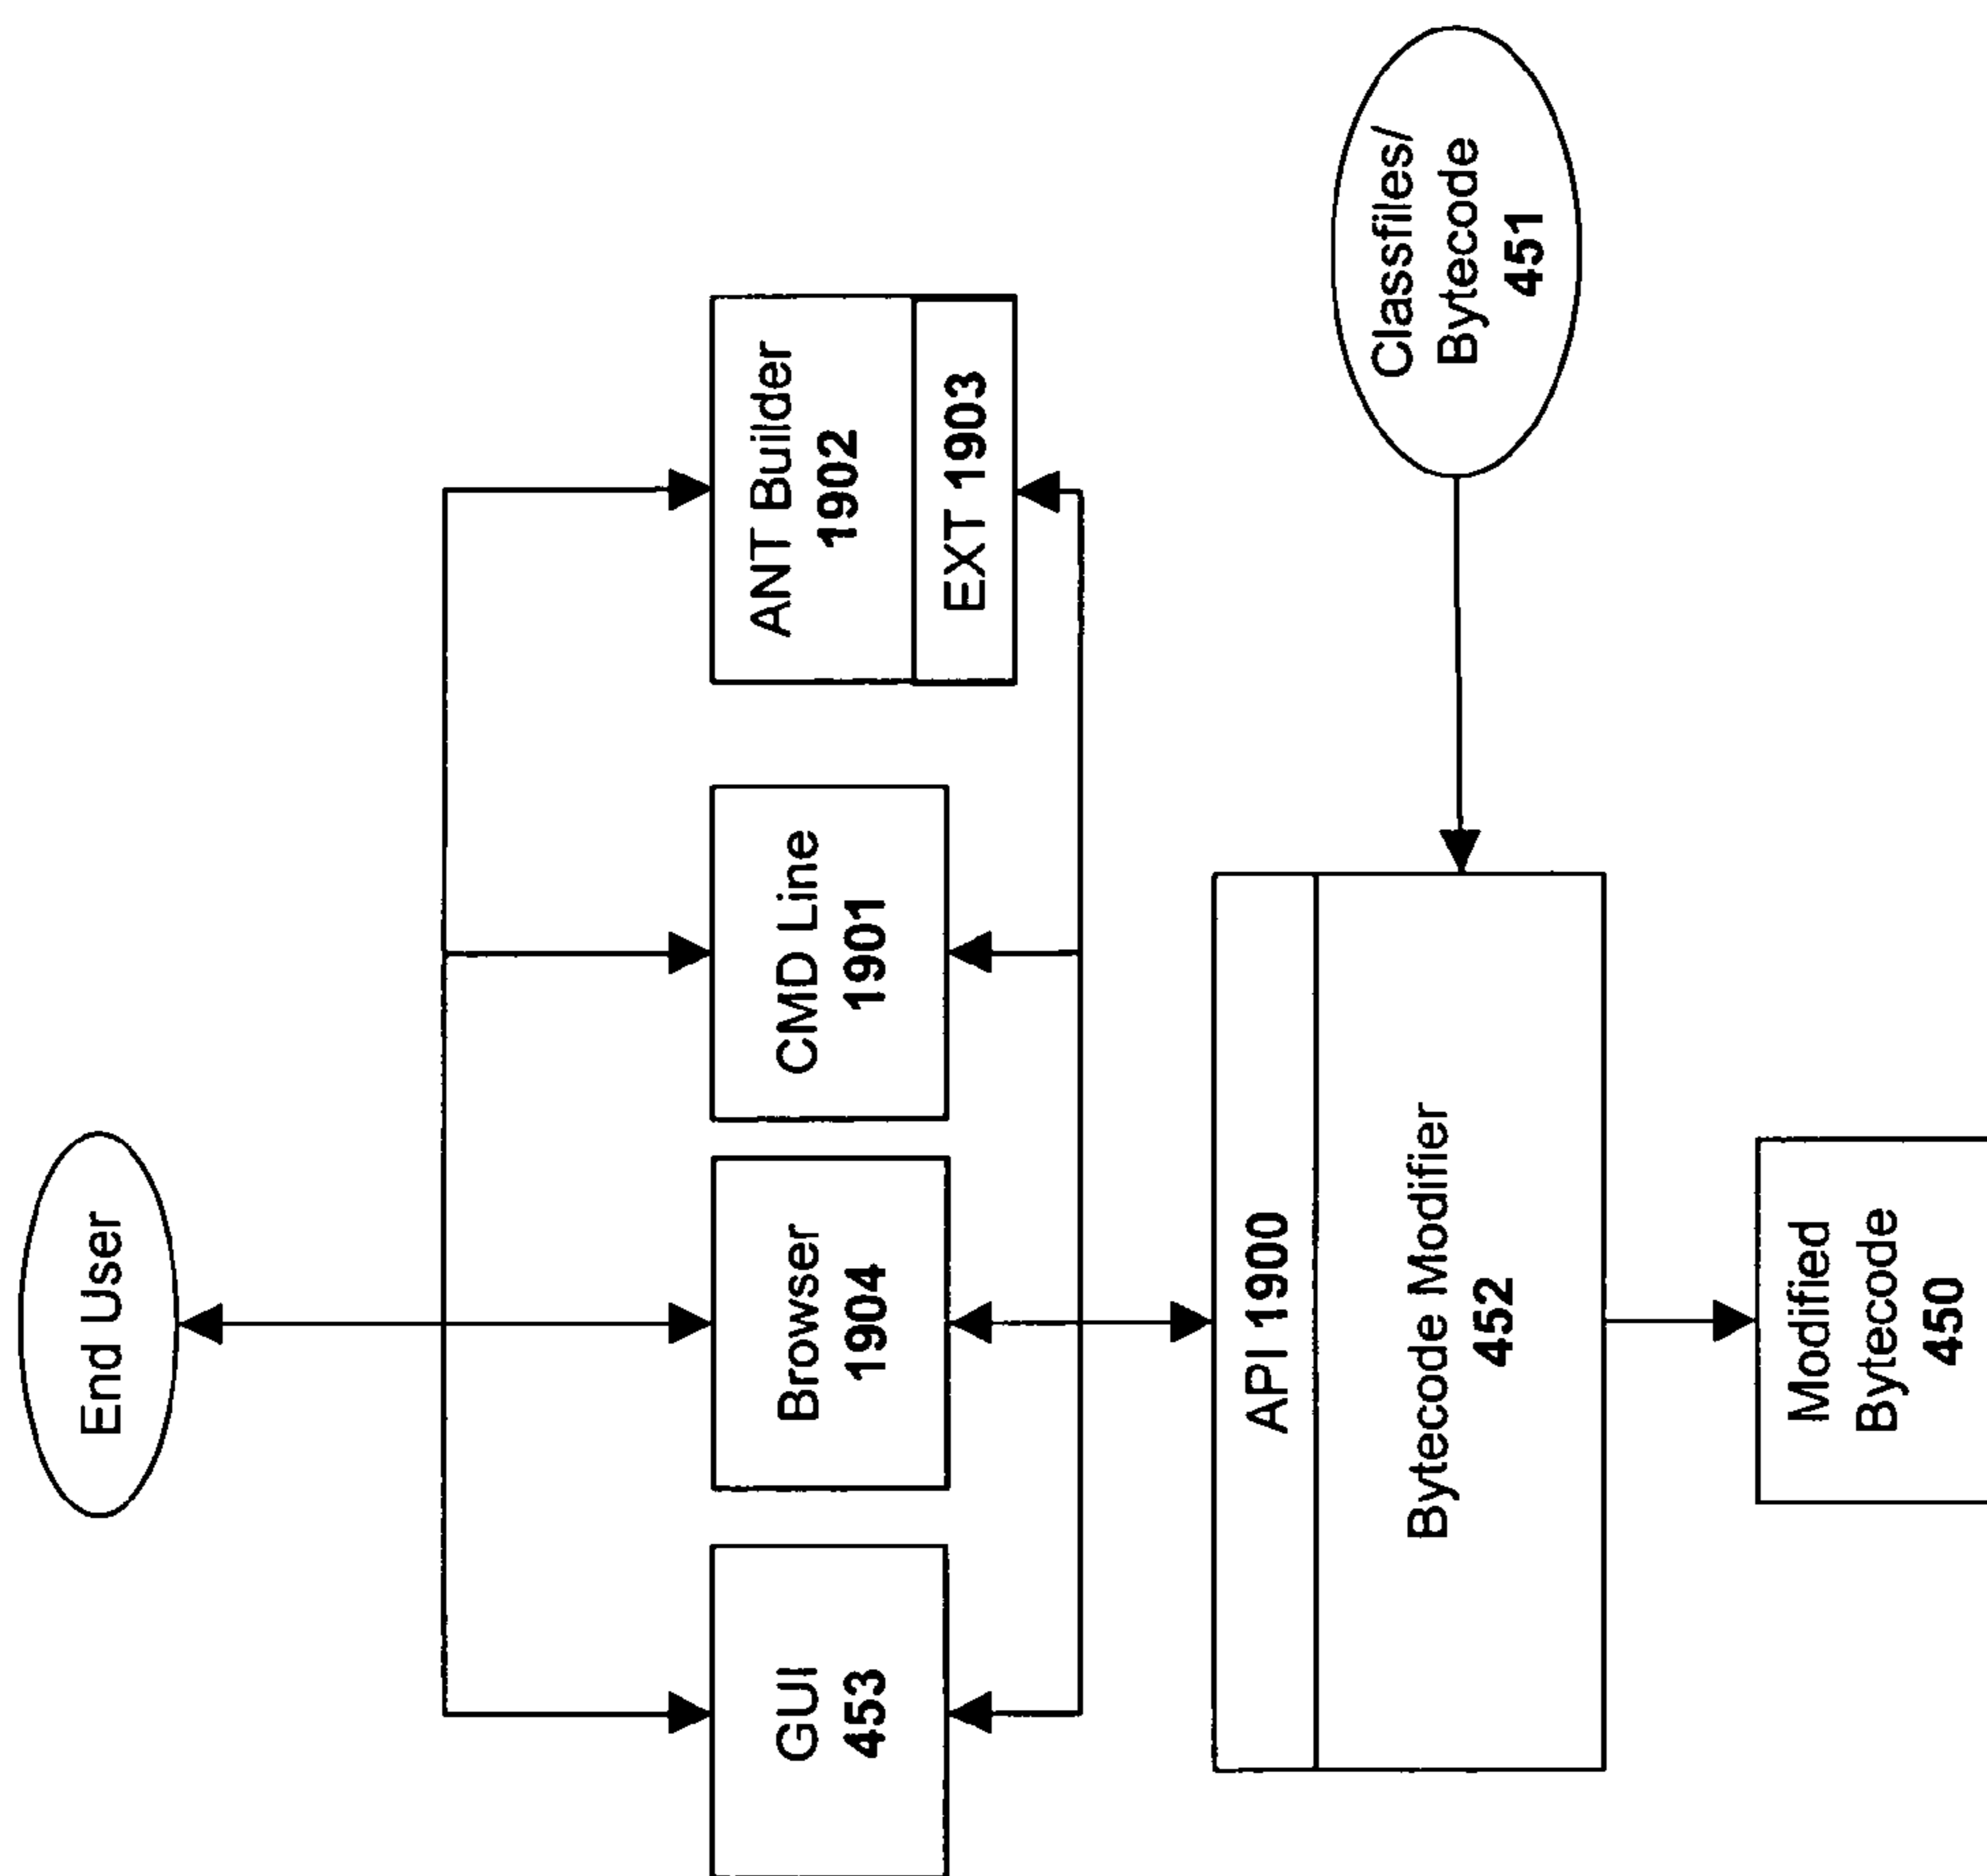 End User
GUI
453
Browser
1904
CMD Line
1901
ANT Builder
1902
EXT 1903
API 1900
Bytecode Modifier
452
Classfiles/
Bytecode
451
Modified
Bytecode
450